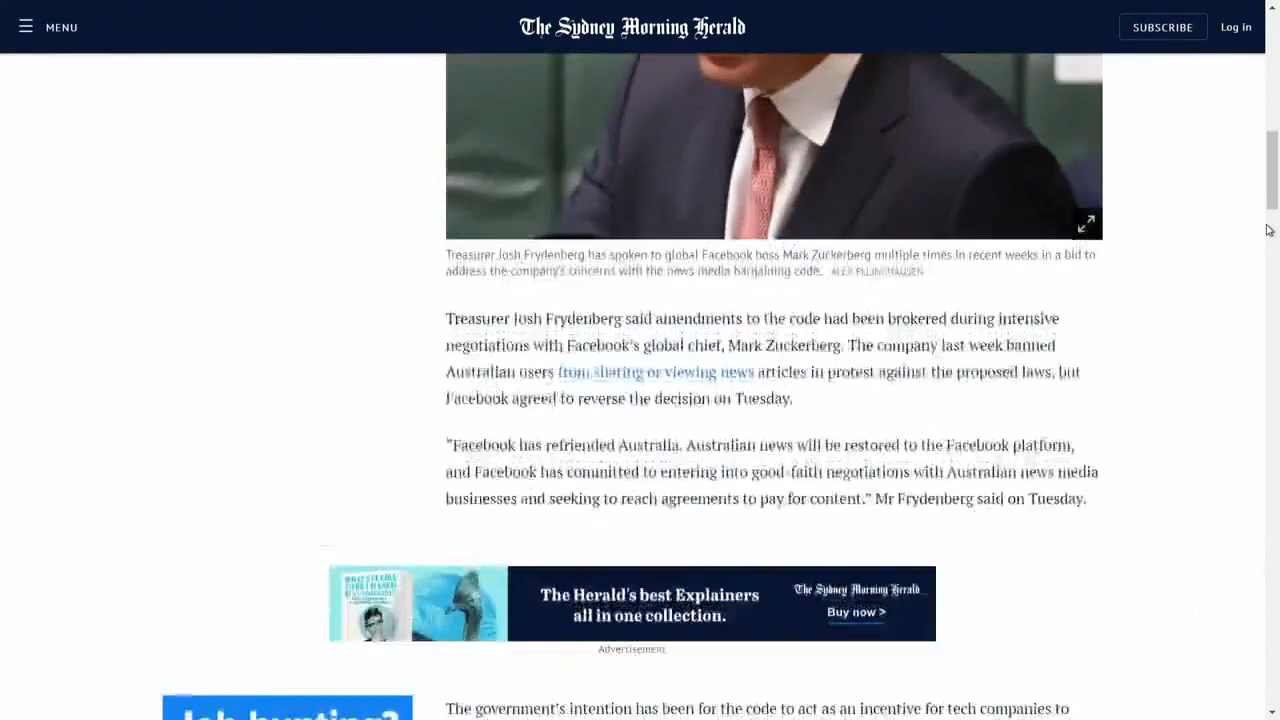 MENU
The Sydney Morning Herald
SUBSCRIBE
Log in
Treasurer Josh Frydenberg has spoken to global Facebook boss Mark Zuckerberg multiple times in recent weeks in a bid to
address the company's concerns with the news media bargaining code. ALEX ELLINGHAUSEN
Treasurer Josh Frydenberg said amendments to the code had been brokered during intensive
negotiations with Facebook's global chief, Mark Zuckerberg. The company last week banned
Australian users from sharing or viewing news articles in protest against the proposed laws, but
Facebook agreed to reverse the decision on Tuesday.
"Facebook has refriended Australia. Australian news will be restored to the Facebook platform,
and Facebook has committed to entering into good-faith negotiations with Australian news media
businesses and seeking to reach agreements to pay for content." Mr Frydenberg said on Tuesday.
The Herald's best Explainers
all in one collection.
The Sydney Morning Herald
Buy now >
Advertisement
Job hunting?
The government's intention has been for the code to act as an incentive for tech companies to